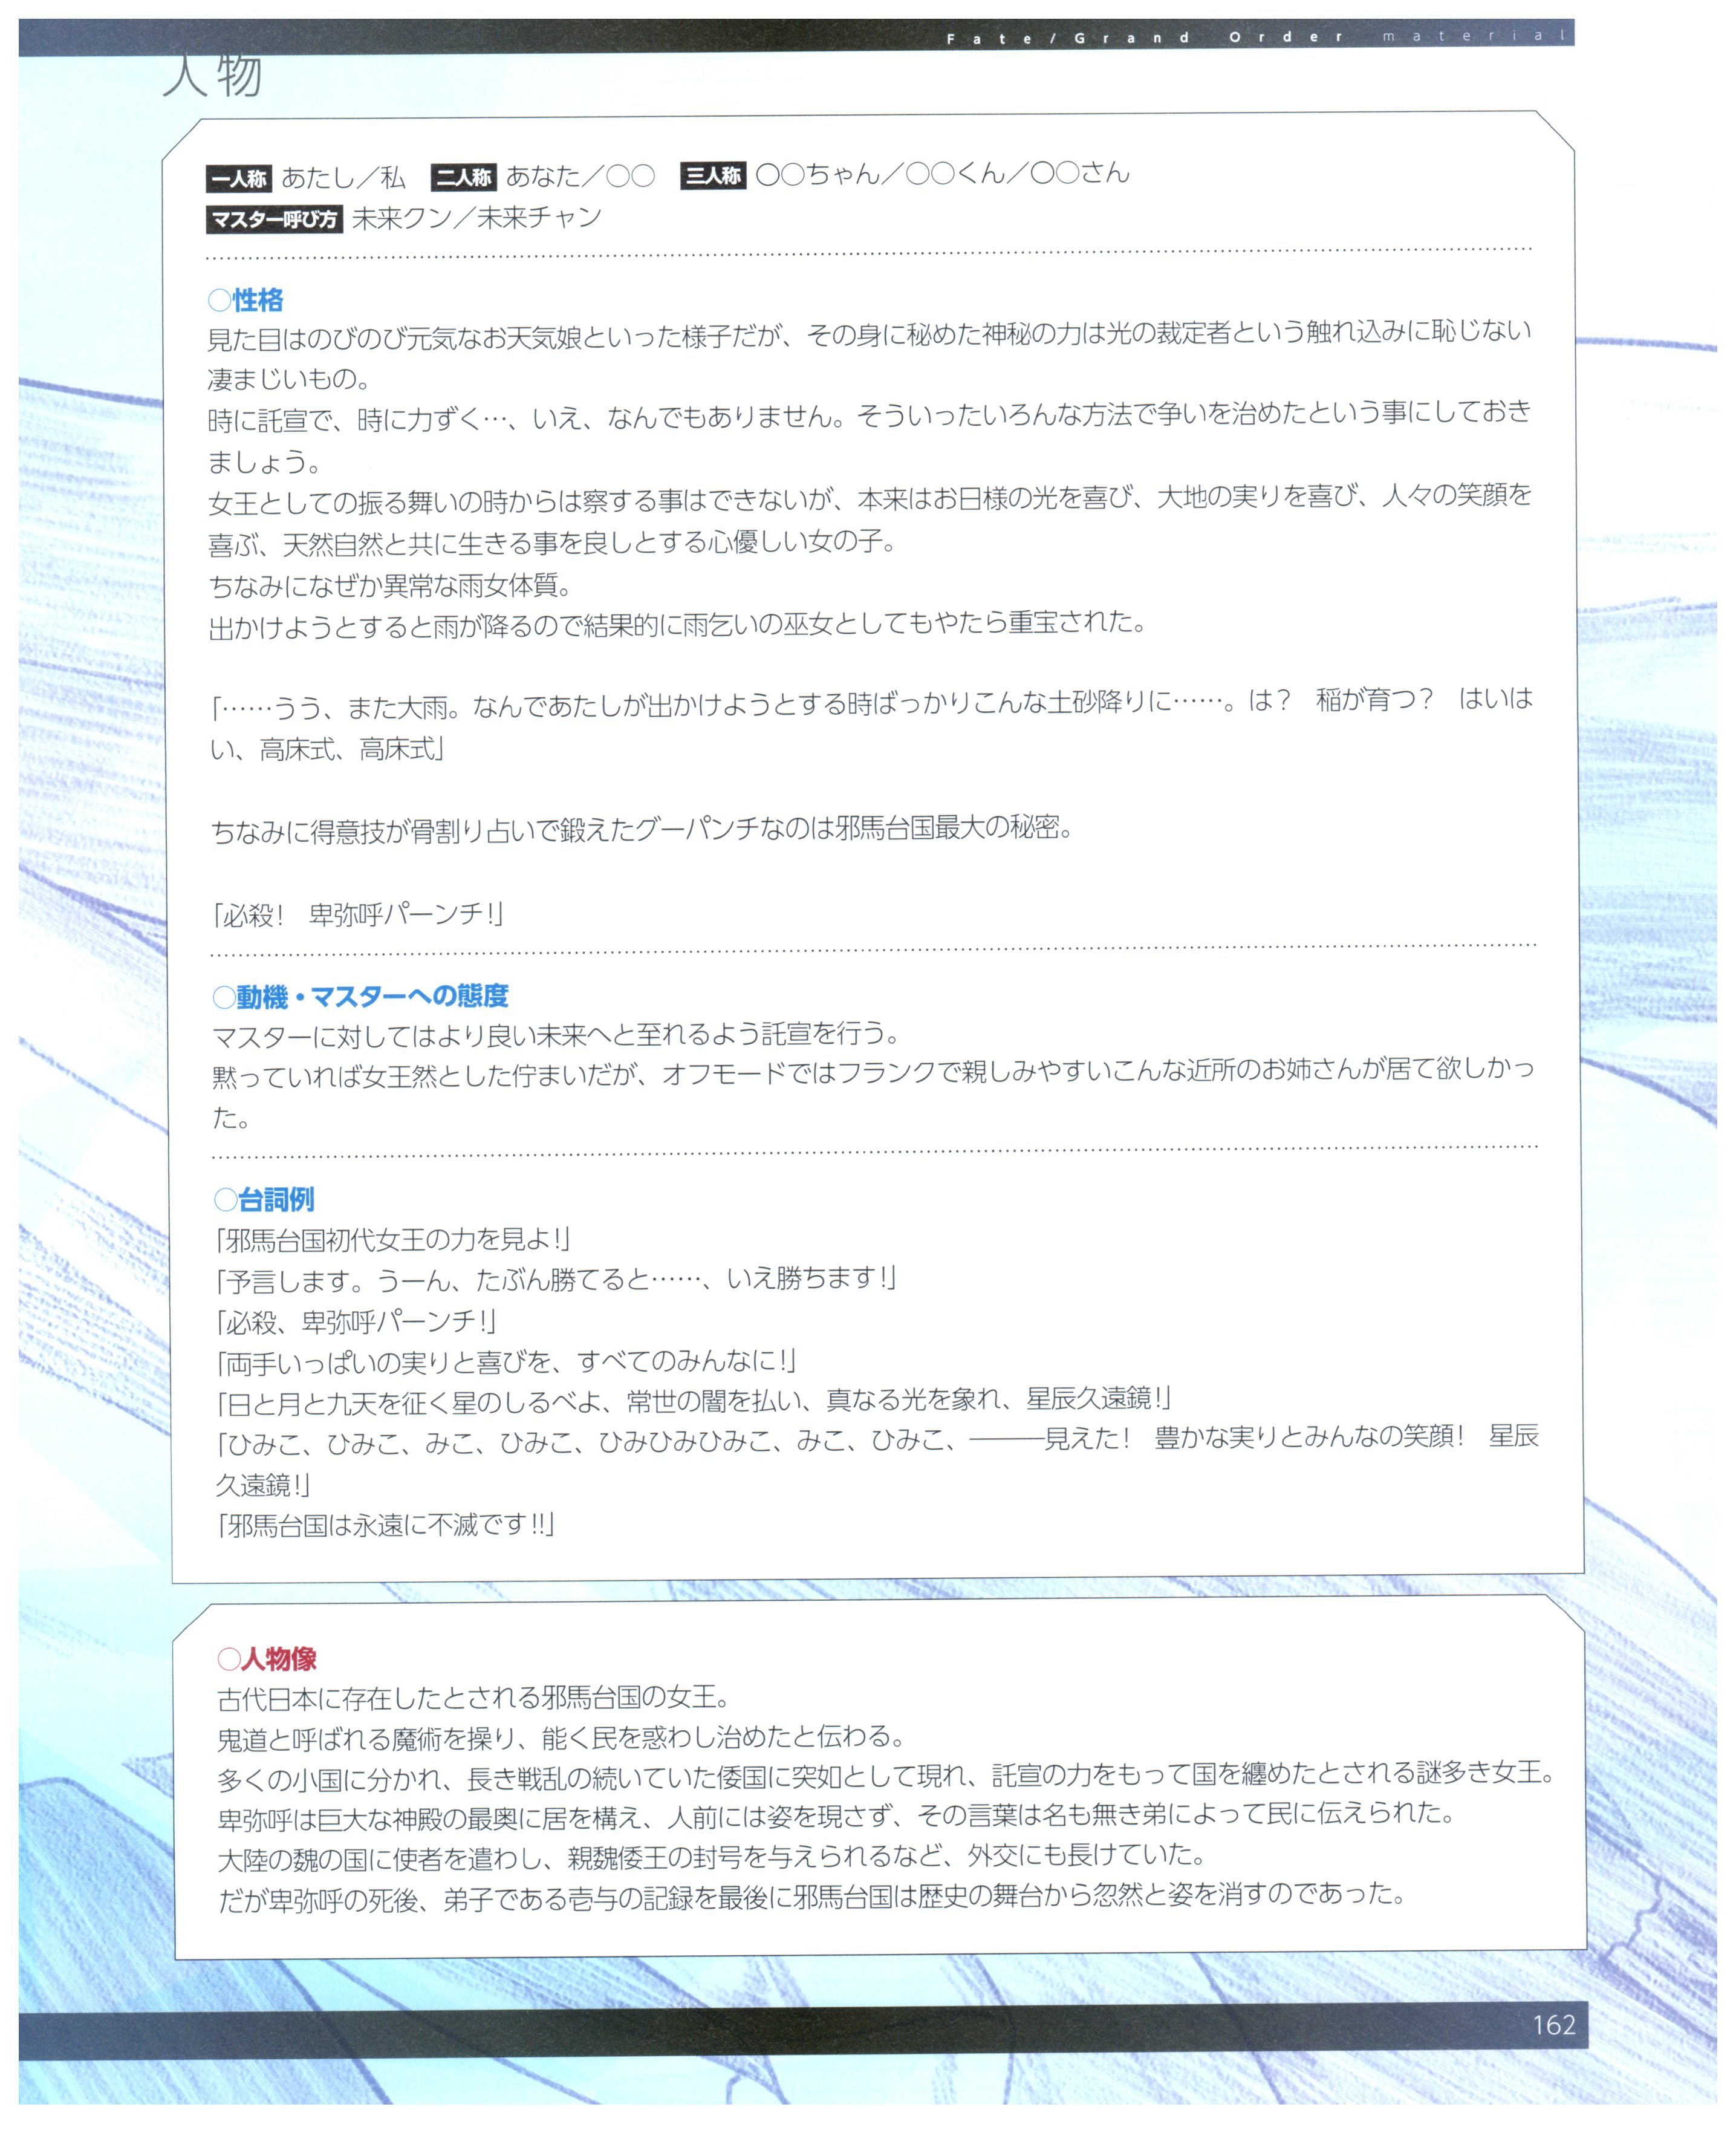 Fate/Grand Order material
人物
一人称 あたし／私 二人称 あなた／○○ 三人称 ○○ちゃん／○○くん／○○さん
マスター呼び方 未来クン／未来チャン
○性格
見た目はのびのび元気なお天気娘といった様子だが、その身に秘めた神秘の力は光の裁定者という触れ込みに恥じない
凄まじいもの。
時に託宣で、時に力ずく…、いえ、なんでもありません。そういったいろんな方法で争いを治めたという事にしておき
ましょう。
女王としての振る舞いの時からは察する事はできないが、本来はお日様の光を喜び、大地の実りを喜び、人々の笑顔を
喜ぶ、天然自然と共に生きる事を良しとする心優しい女の子。
ちなみになぜか異常な雨女体質。
出かけようとすると雨が降るので結果的に雨乞いの巫女としてもやたら重宝された。
「……うう、また大雨。なんであたしが出かけようとする時ばっかりこんな土砂降りに……。は？　稲が育つ？　はいは
い、高床式、高床式」
ちなみに得意技が骨割り占いで鍛えたグーパンチなのは邪馬台国最大の秘密。
「必殺！　卑弥呼パーンチ！」
○動機・マスターへの態度
マスターに対してはより良い未来へと至れるよう託宣を行う。
黙っていれば女王然とした佇まいだが、オフモードではフランクで親しみやすいこんな近所のお姉さんが居て欲しかっ
た。
○台詞例
「邪馬台国初代女王の力を見よ！」
「予言します。うーん、たぶん勝てると……、いえ勝ちます！」
「必殺、卑弥呼パーンチ！」
「両手いっぱいの実りと喜びを、すべてのみんなに！」
「日と月と九天を征く星のしるべよ、常世の闇を払い、真なる光を象れ、星辰久遠鏡！」
「ひみこ、ひみこ、みこ、ひみこ、ひみひみひみこ、みこ、ひみこ、———見えた！　豊かな実りとみんなの笑顔！　星辰
久遠鏡！」
「邪馬台国は永遠に不滅です!!」
○人物像
古代日本に存在したとされる邪馬台国の女王。
鬼道と呼ばれる魔術を操り、能く民を惑わし治めたと伝わる。
多くの小国に分かれ、長き戦乱の続いていた倭国に突如として現れ、託宣の力をもって国を纏めたとされる謎多き女王。
卑弥呼は巨大な神殿の最奥に居を構え、人前には姿を現さず、その言葉は名も無き弟によって民に伝えられた。
大陸の魏の国に使者を遣わし、親魏倭王の封号を与えられるなど、外交にも長けていた。
だが卑弥呼の死後、弟子である壱与の記録を最後に邪馬台国は歴史の舞台から忽然と姿を消すのであった。
162